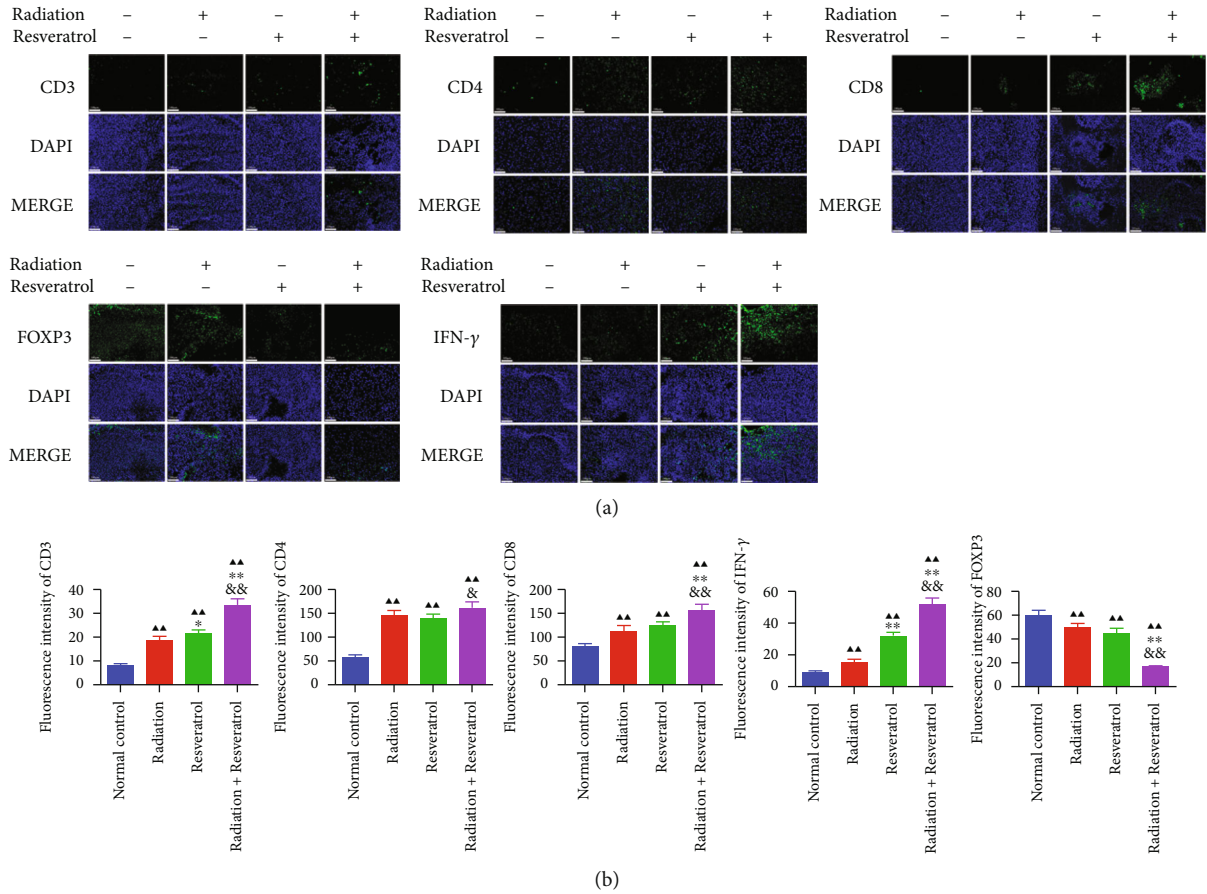 Radiation – + – +
Resveratrol – – + +
CD3
DAPI
MERGE
Radiation – + – +
Resveratrol – – + +
CD4
DAPI
MERGE
Radiation – + – +
Resveratrol – – + +
CD8
DAPI
MERGE
Radiation – + – +
Resveratrol – – + +
FOXP3
DAPI
MERGE
Radiation – + – +
Resveratrol – – + +
IFN-γ
DAPI
MERGE
(a)
Fluorescence intensity of CD3
40
30
20
10
0
▲▲
▲▲
*
▲▲
**
&&
Normal control
Radiation
Resveratrol
Radiation + Resveratrol
Fluorescence intensity of CD4
200
150
100
50
0
▲▲
▲▲
▲▲
&
Normal control
Radiation
Resveratrol
Radiation + Resveratrol
Fluorescence intensity of CD8
200
150
100
50
0
▲▲
▲▲
▲▲
**
&&
Normal control
Radiation
Resveratrol
Radiation + Resveratrol
Fluorescence intensity of IFN-γ
60
40
20
0
▲▲
▲▲
**
▲▲
**
&&
Normal control
Radiation
Resveratrol
Radiation + Resveratrol
Fluorescence intensity of FOXP3
80
60
40
20
0
▲▲
▲▲
▲▲
**
&&
Normal control
Radiation
Resveratrol
Radiation + Resveratrol
(b)